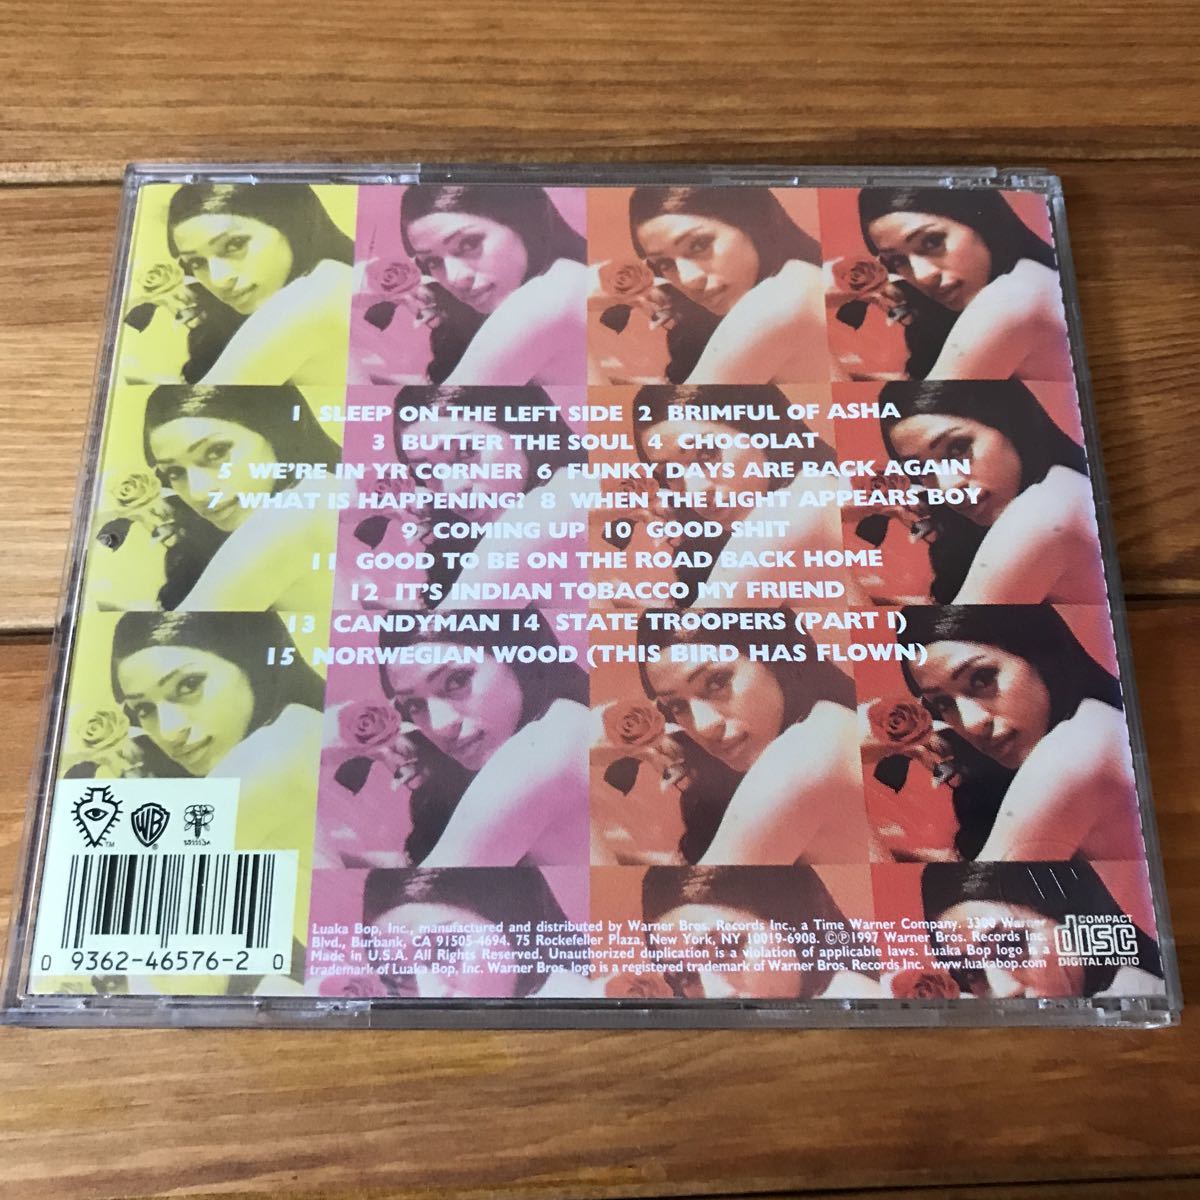 1 SLEEP ON THE LEFT SIDE 2 BRIMFUL OF ASHA
3 BUTTER THE SOUL 4 CHOCOLAT
5 WE'RE IN YR CORNER 6 FUNKY DAYS ARE BACK AGAIN
7 WHAT IS HAPPENING? 8 WHEN THE LIGHT APPEARS BOY
9 COMING UP 10 GOOD SHIT
11 GOOD TO BE ON THE ROAD BACK HOME
12 IT'S INDIAN TOBACCO MY FRIEND
13 CANDYMAN 14 STATE TROOPERS (PART I)
15 NORWEGIAN WOOD (THIS BIRD HAS FLOWN)
TM WB ®
0 9362-46576-2 0
Luaka Bop, Inc., manufactured and distributed by Warner Bros. Records Inc., a Time Warner Company. 3300 Warner
Blvd., Burbank, CA 91505-4694. 75 Rockefeller Plaza, New York, NY 10019-6908. ©℗1997 Warner Bros. Records Inc.
Made in U.S.A. All Rights Reserved. Unauthorized duplication is a violation of applicable laws. Luaka Bop logo is a
trademark of Luaka Bop, Inc. Warner Bros. logo is a registered trademark of Warner Bros. Records Inc. www.luakabop.com
COMPACT
disc
DIGITAL AUDIO